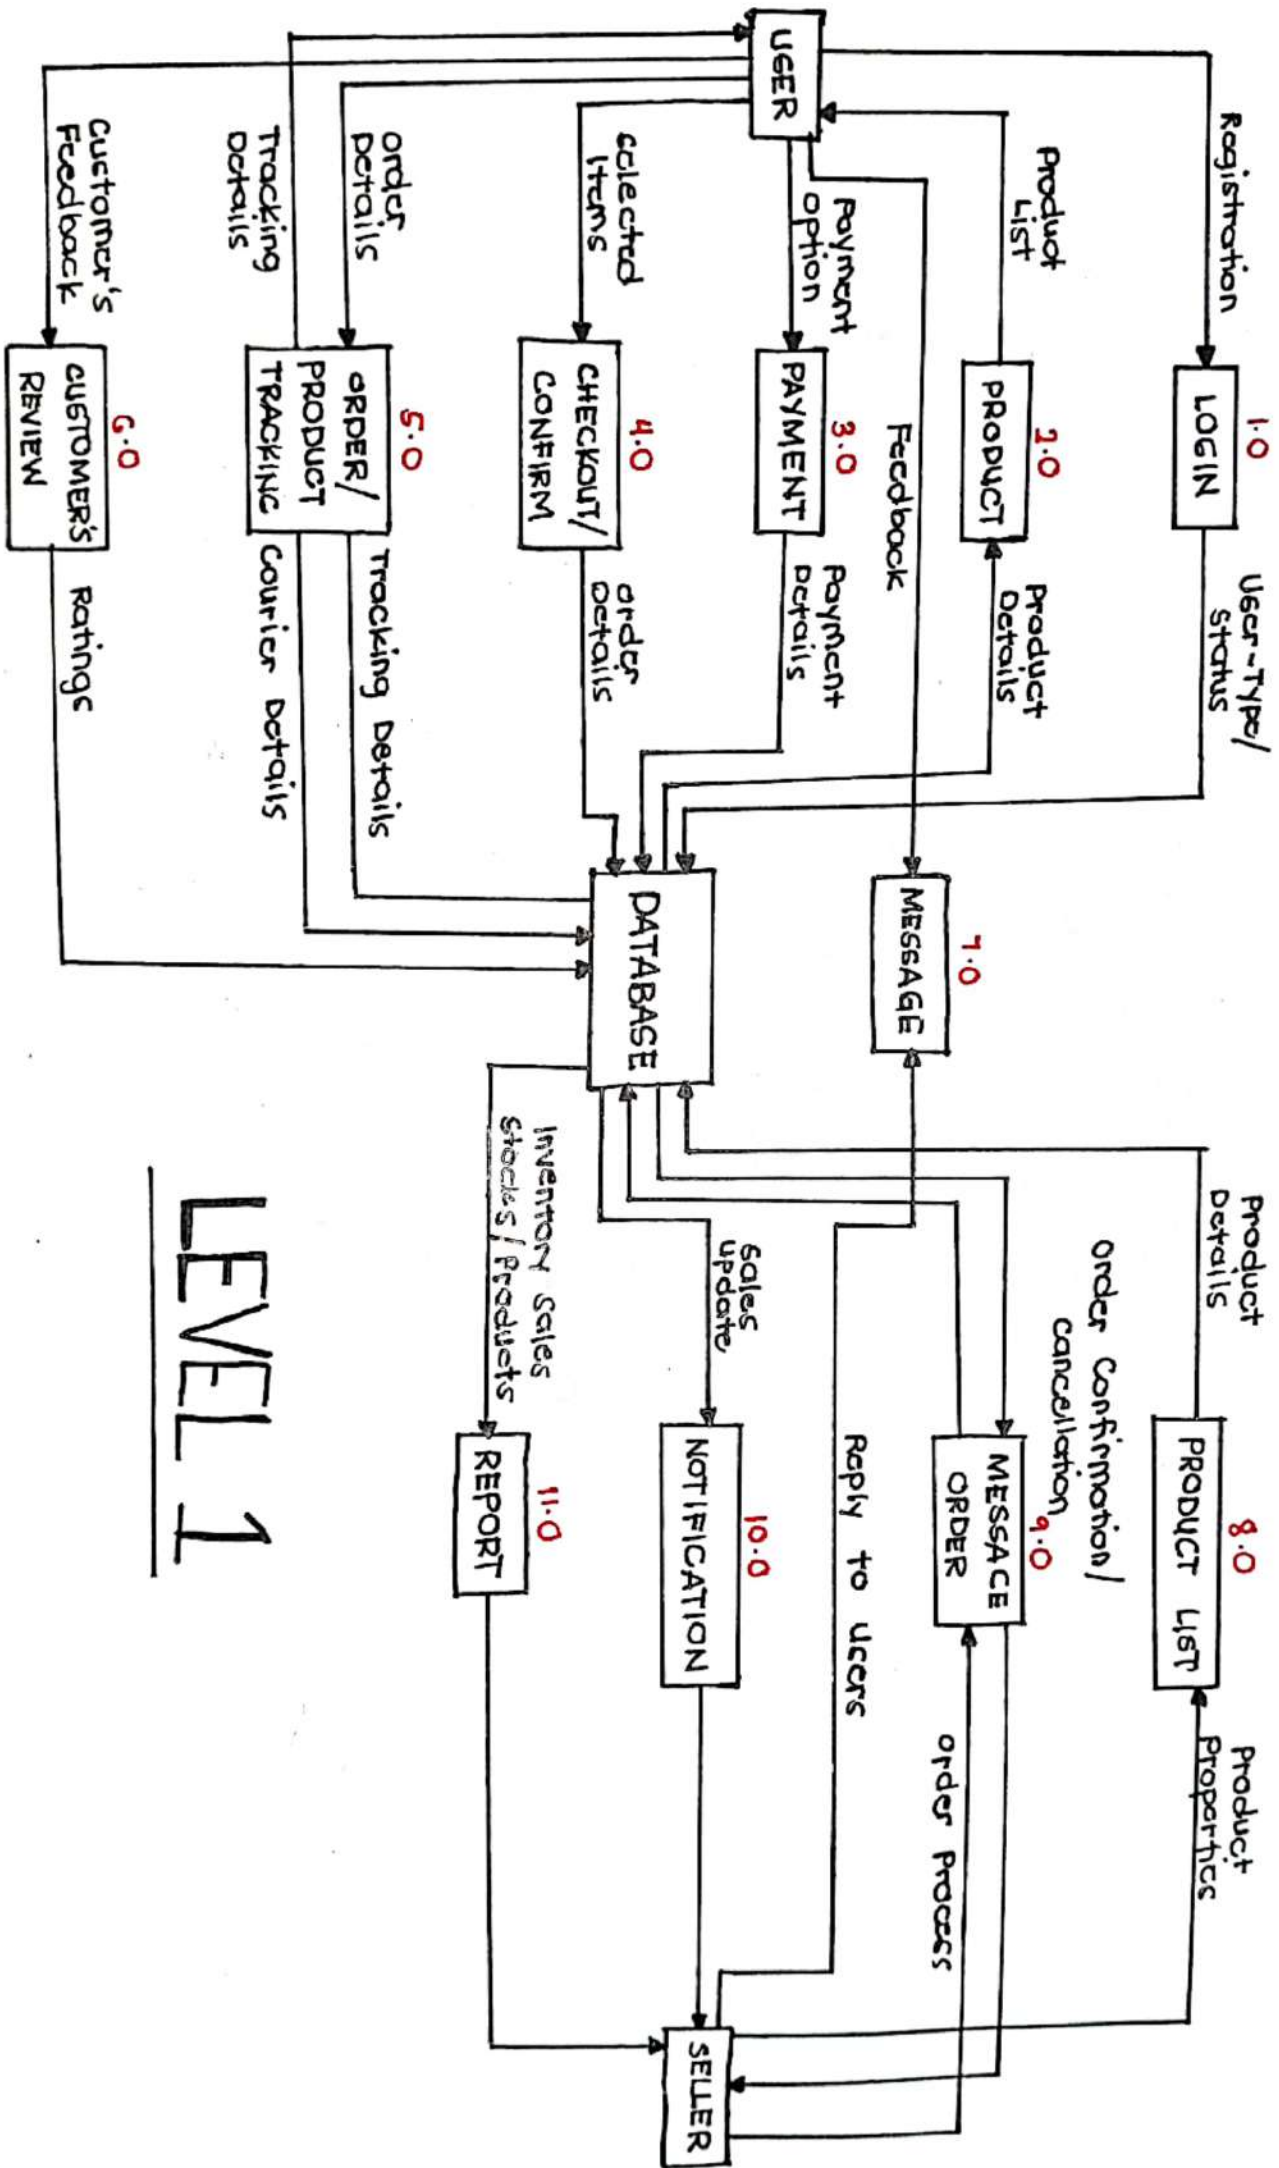 Registration
1.0
LOGIN
User-Type/
Status
Product
Details
8.0
PRODUCT LIST
Product
Properties
Product
List
2.0
PRODUCT
Product
Details
Order Confirmation/
Cancellation
9.0
MESSACE
ORDER
Order Process
Feedback
7.0
MESSAGE
Reply to users
USER
Payment
Option
3.0
PAYMENT
Payment
Details
DATABASE
Sales
update
10.0
NOTIFICATION
SELLER
Selected
Items
4.0
CHECKOUT/
CONFIRM
Order
Details
Inventory Sales
Stocks/Products
11.0
REPORT
Order
Details
Tracking
Details
5.0
ORDER/
PRODUCT
TRACKING
Tracking Details
Courier Details
Customer's
Feedback
6.0
CUSTOMER'S
REVIEW
Ratings
LEVEL 1